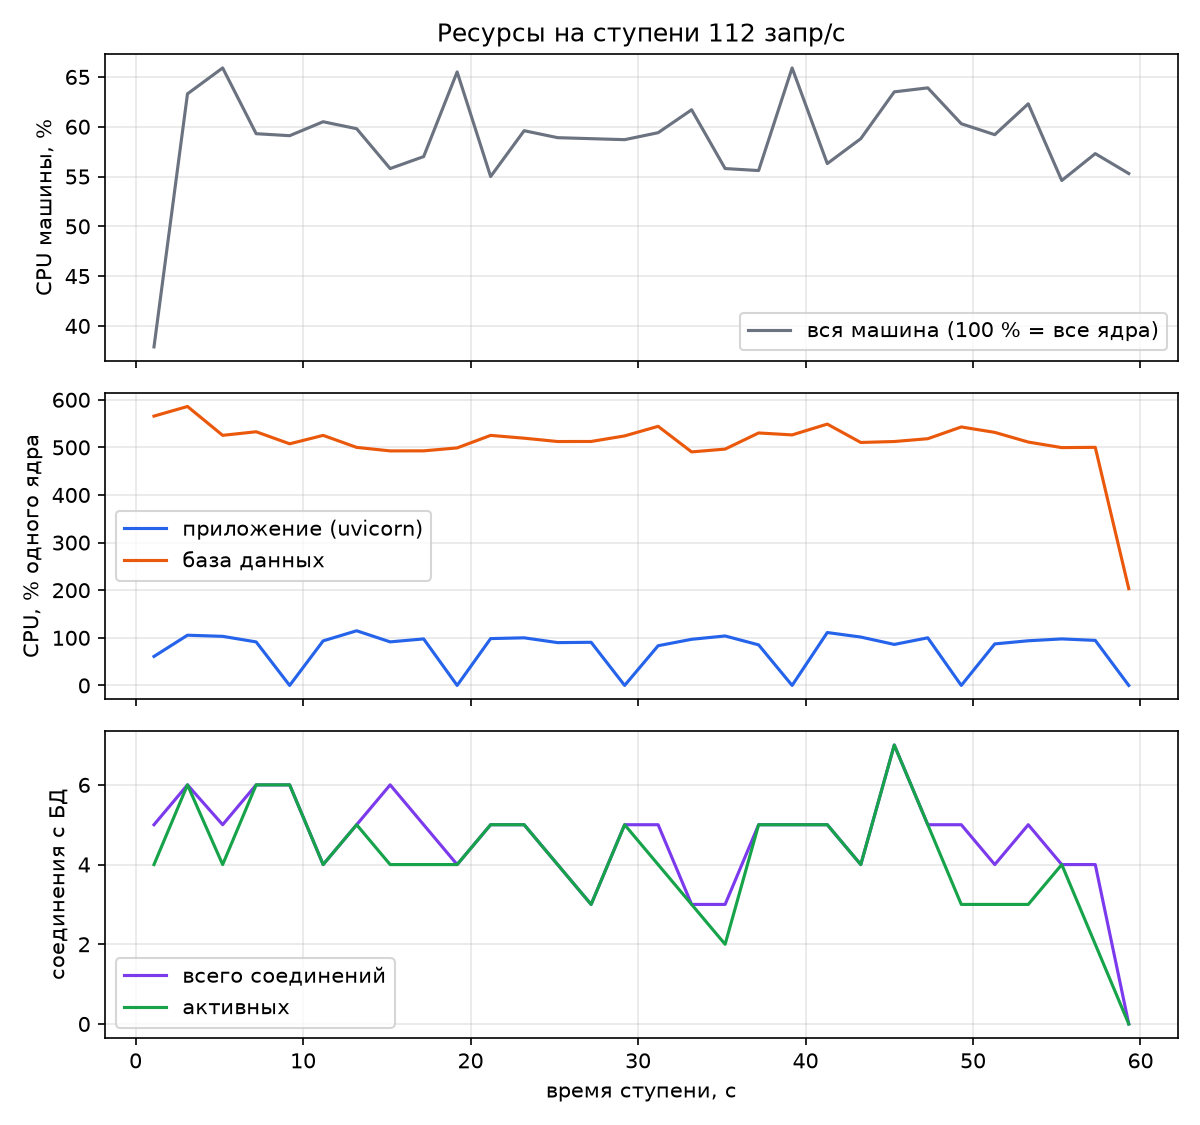 Ресурсы на ступени 112 запр/с
CPU машины, %
65
60
55
50
45
40
вся машина (100 % = все ядра)
CPU, % одного ядра
600
500
400
300
200
100
0
приложение (uvicorn)
база данных
соединения с БД
6
4
2
0
всего соединений
активных
0 10 20 30 40 50 60
время ступени, с